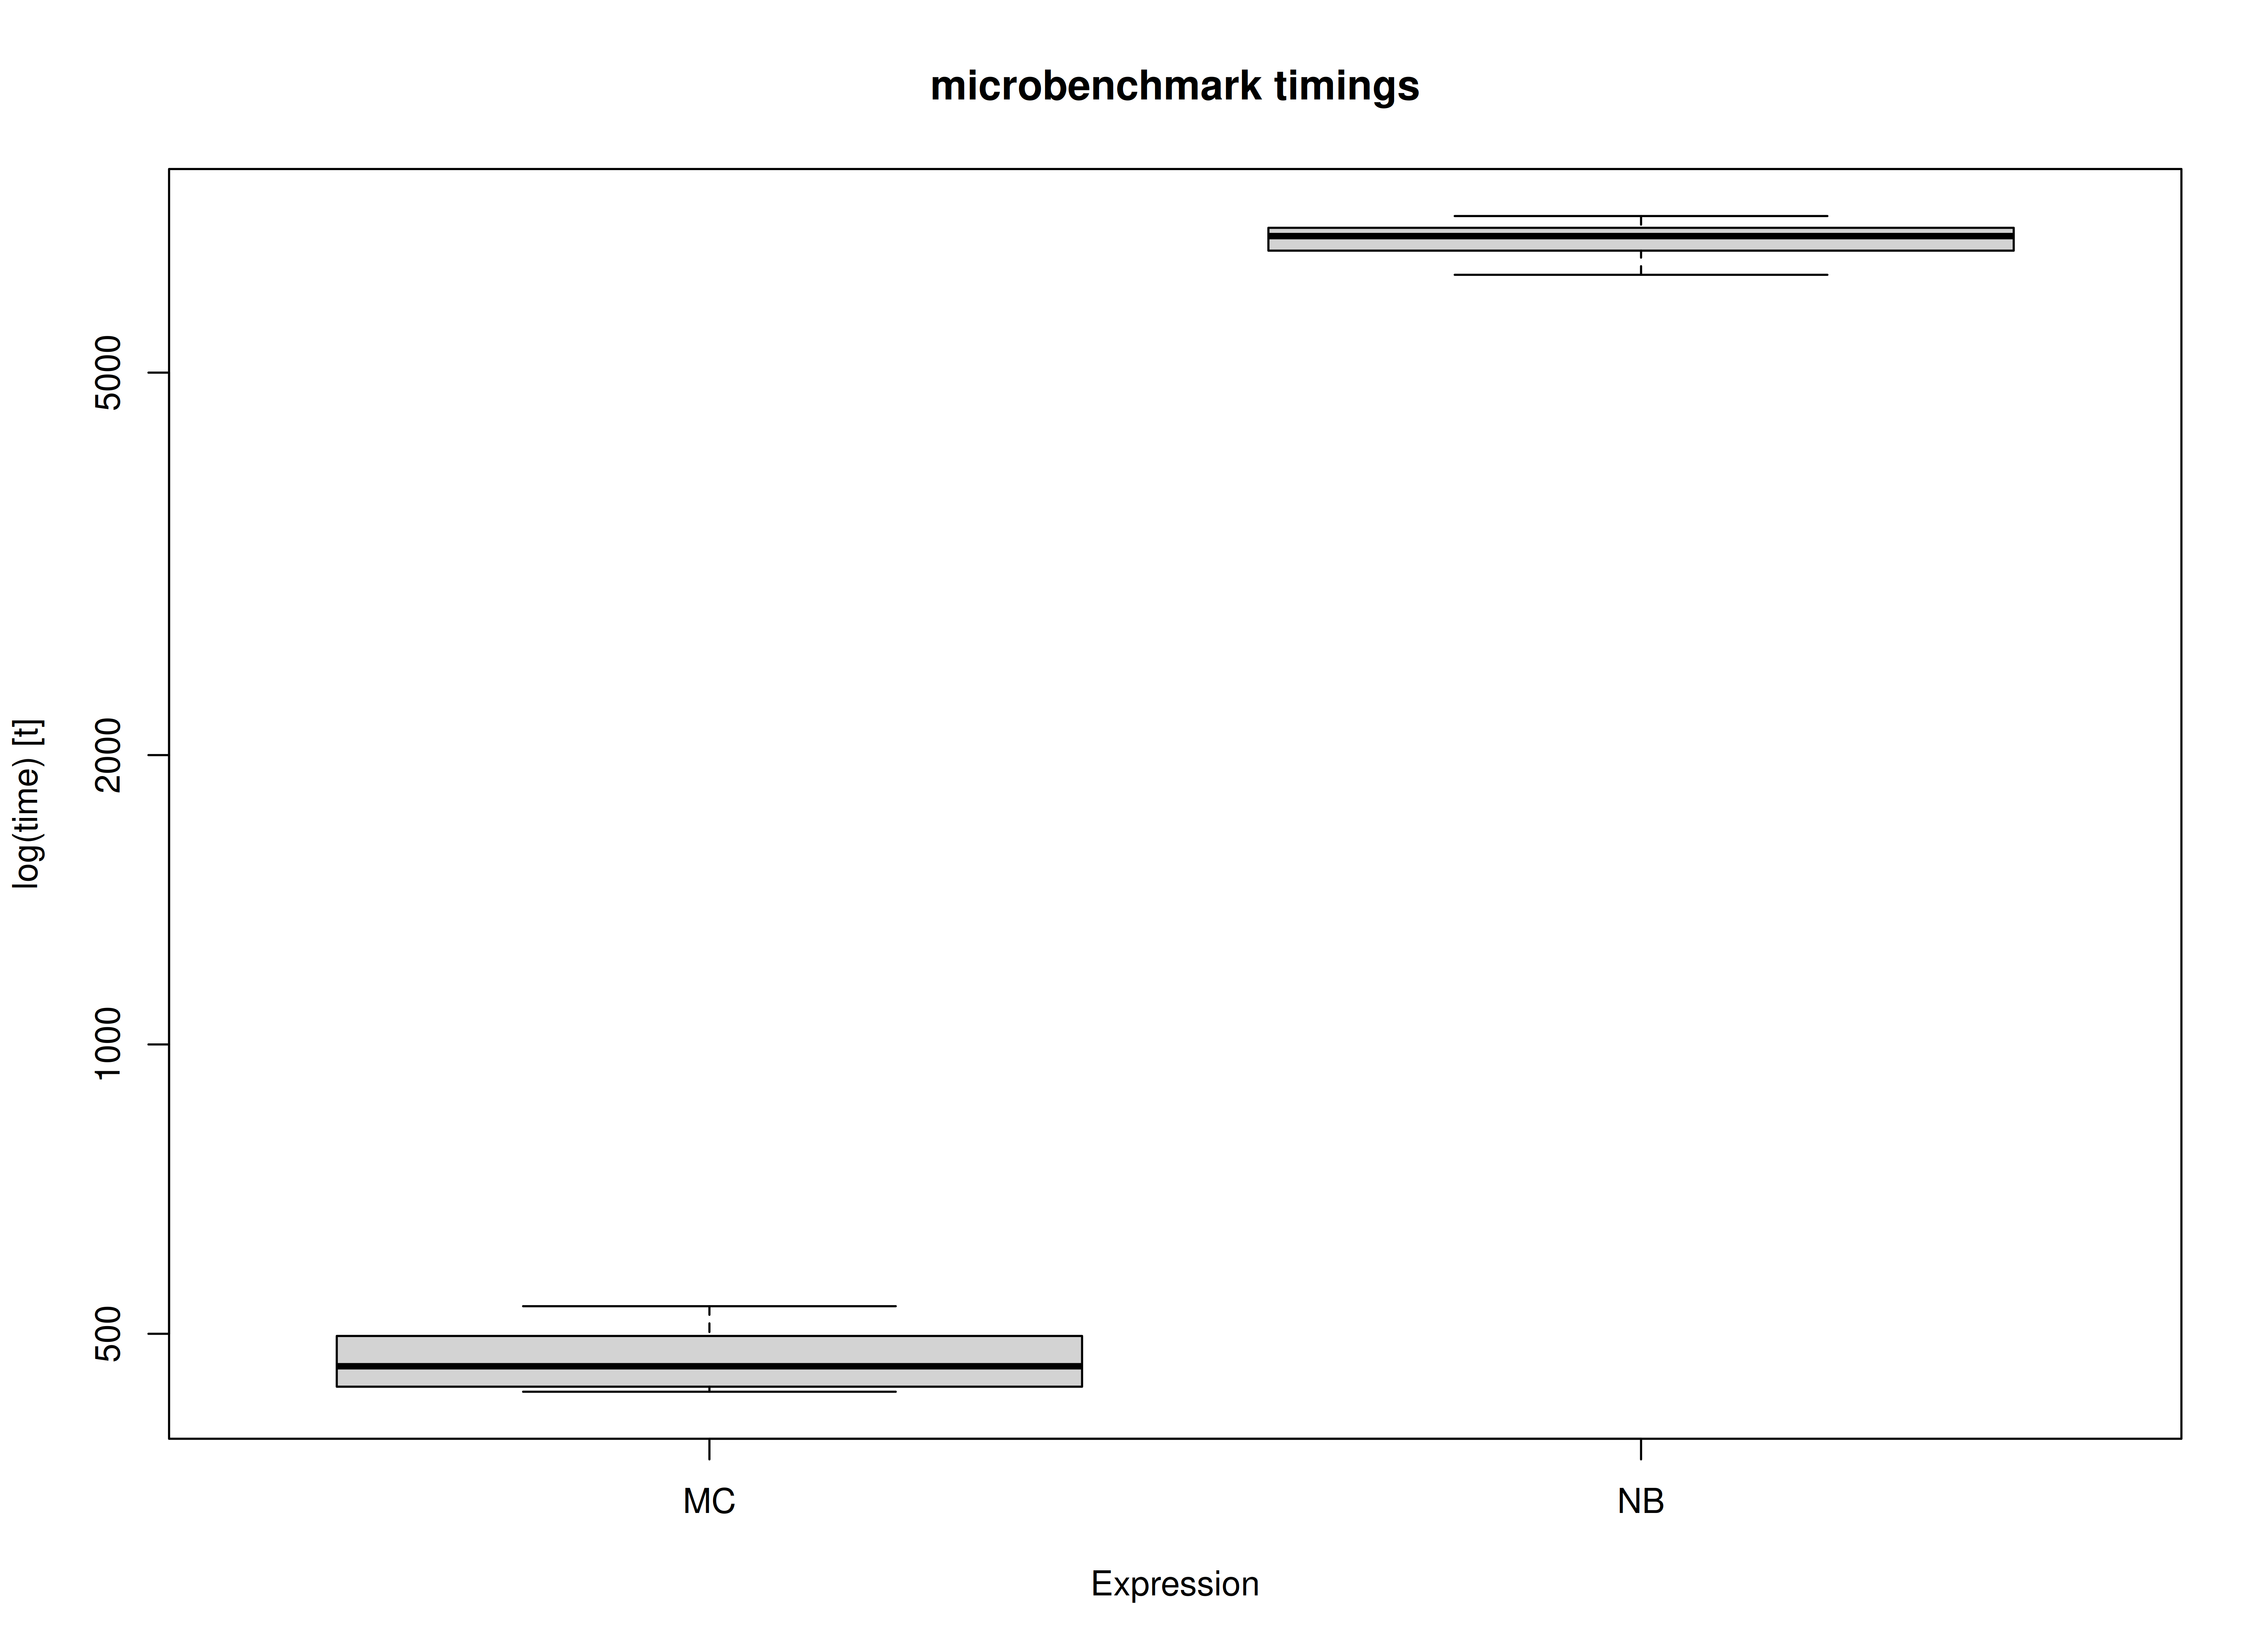 microbenchmark timings
log(time) [t]
5000
2000
1000
500
MC
NB
Expression